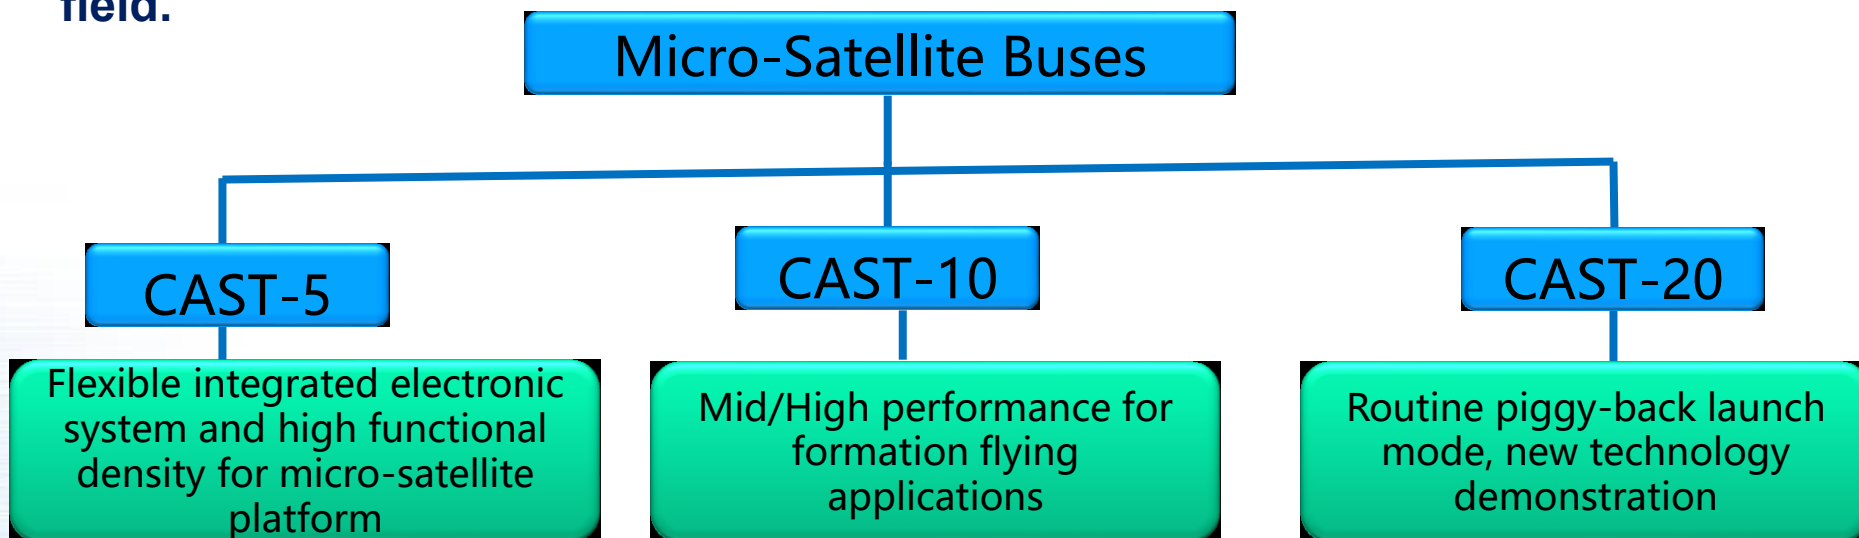 field.
Micro-Satellite Buses
CAST-5
CAST-10
CAST-20
Flexible integrated electronic
system and high functional
density for micro-satellite
platform
Mid/High performance for
formation flying
applications
Routine piggy-back launch
mode, new technology
demonstration